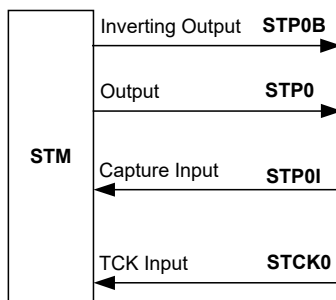 Inverting Output STP0B
Output STP0
STM
Capture Input STP0I
TCK Input STCK0